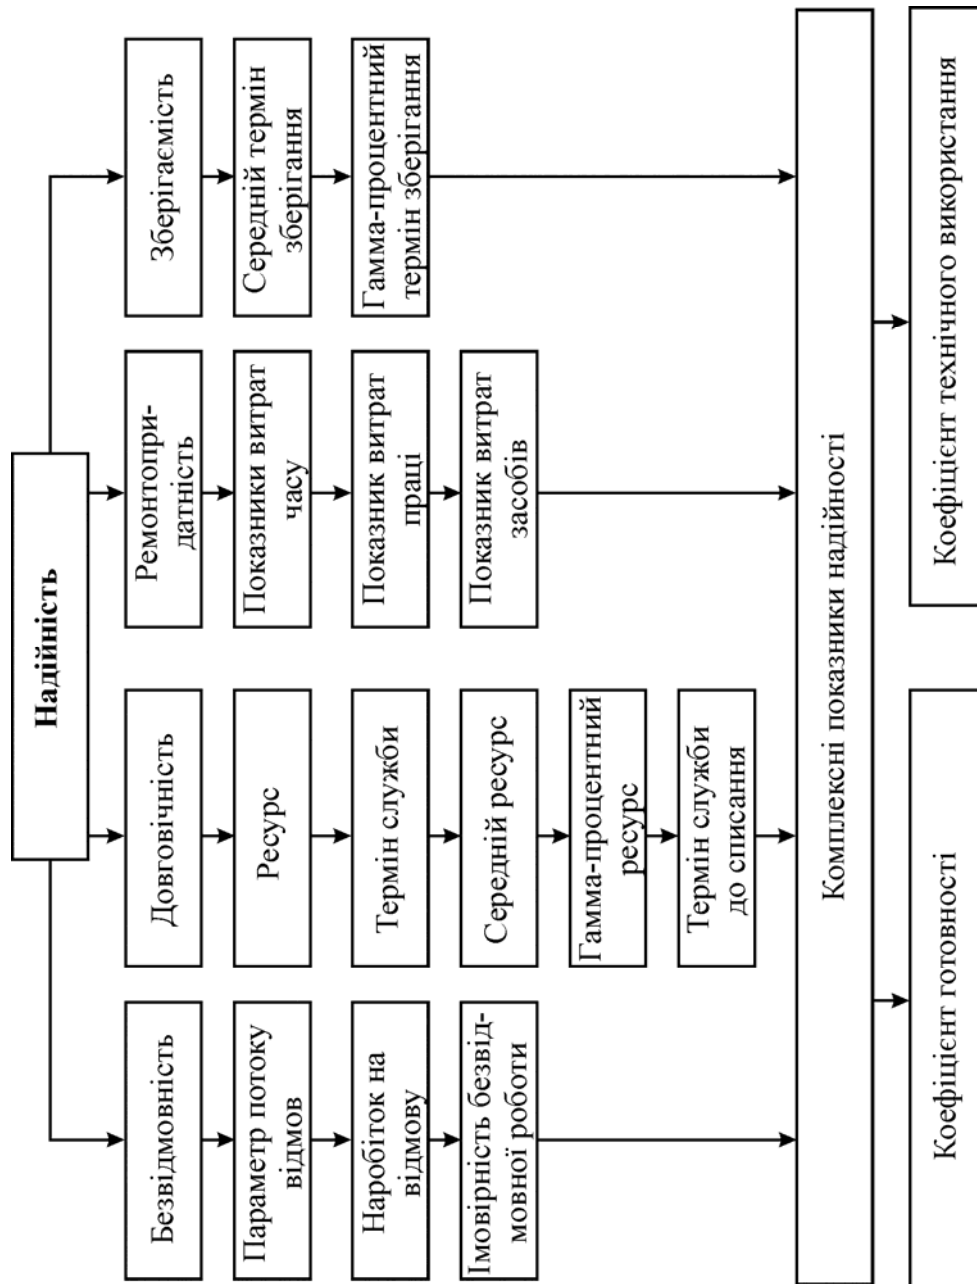 Надійність
Безвідмовність
Параметр потоку
відмов
Наробіток на
відмову
Імовірність безвід-
мовної роботи
Довговічність
Ресурс
Термін служби
Середній ресурс
Гамма-процентний
ресурс
Термін служби
до списання
Ремонтопри-
датність
Показники витрат
часу
Показник витрат
праці
Показник витрат
засобів
Зберігаємість
Середній термін
зберігання
Гамма-процентний
термін зберігання
Комплексні показники надійності
Коефіцієнт готовності
Коефіцієнт технічного використання